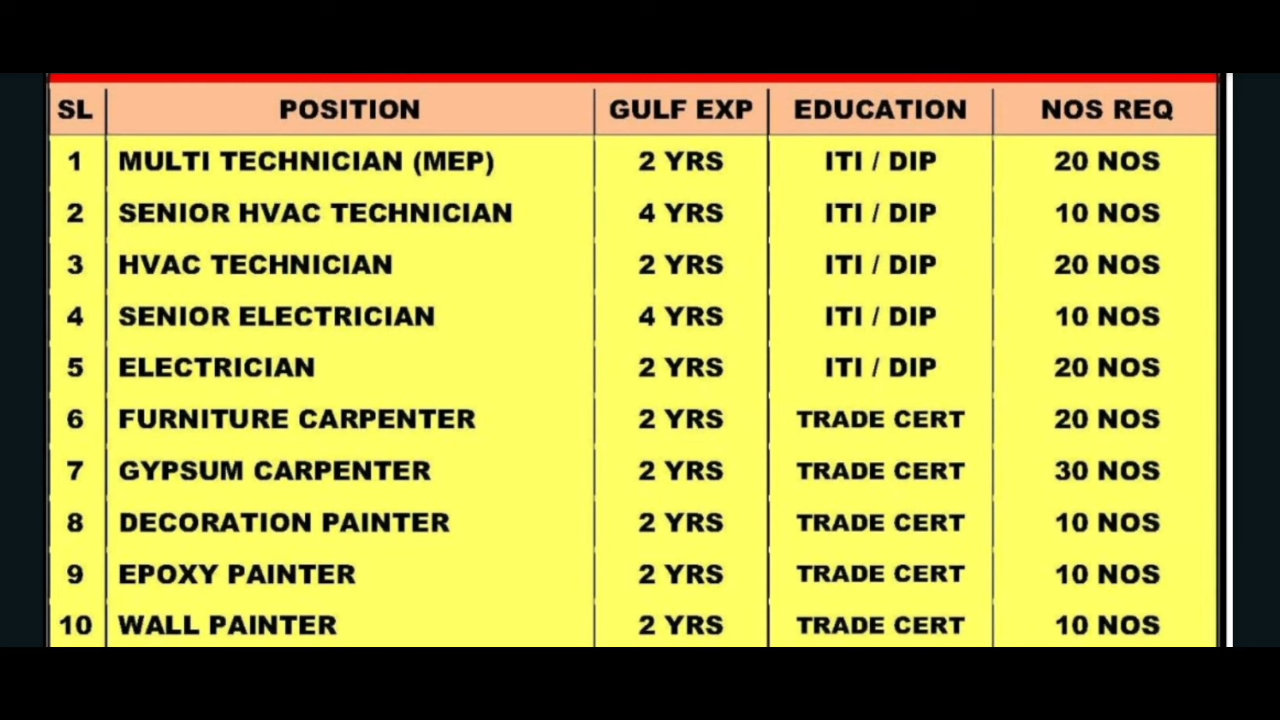 SL POSITION GULF EXP EDUCATION NOS REQ
1 MULTI TECHNICIAN (MEP) 2 YRS ITI / DIP 20 NOS
2 SENIOR HVAC TECHNICIAN 4 YRS ITI / DIP 10 NOS
3 HVAC TECHNICIAN 2 YRS ITI / DIP 20 NOS
4 SENIOR ELECTRICIAN 4 YRS ITI / DIP 10 NOS
5 ELECTRICIAN 2 YRS ITI / DIP 20 NOS
6 FURNITURE CARPENTER 2 YRS TRADE CERT 20 NOS
7 GYPSUM CARPENTER 2 YRS TRADE CERT 30 NOS
8 DECORATION PAINTER 2 YRS TRADE CERT 10 NOS
9 EPOXY PAINTER 2 YRS TRADE CERT 10 NOS
10 WALL PAINTER 2 YRS TRADE CERT 10 NOS